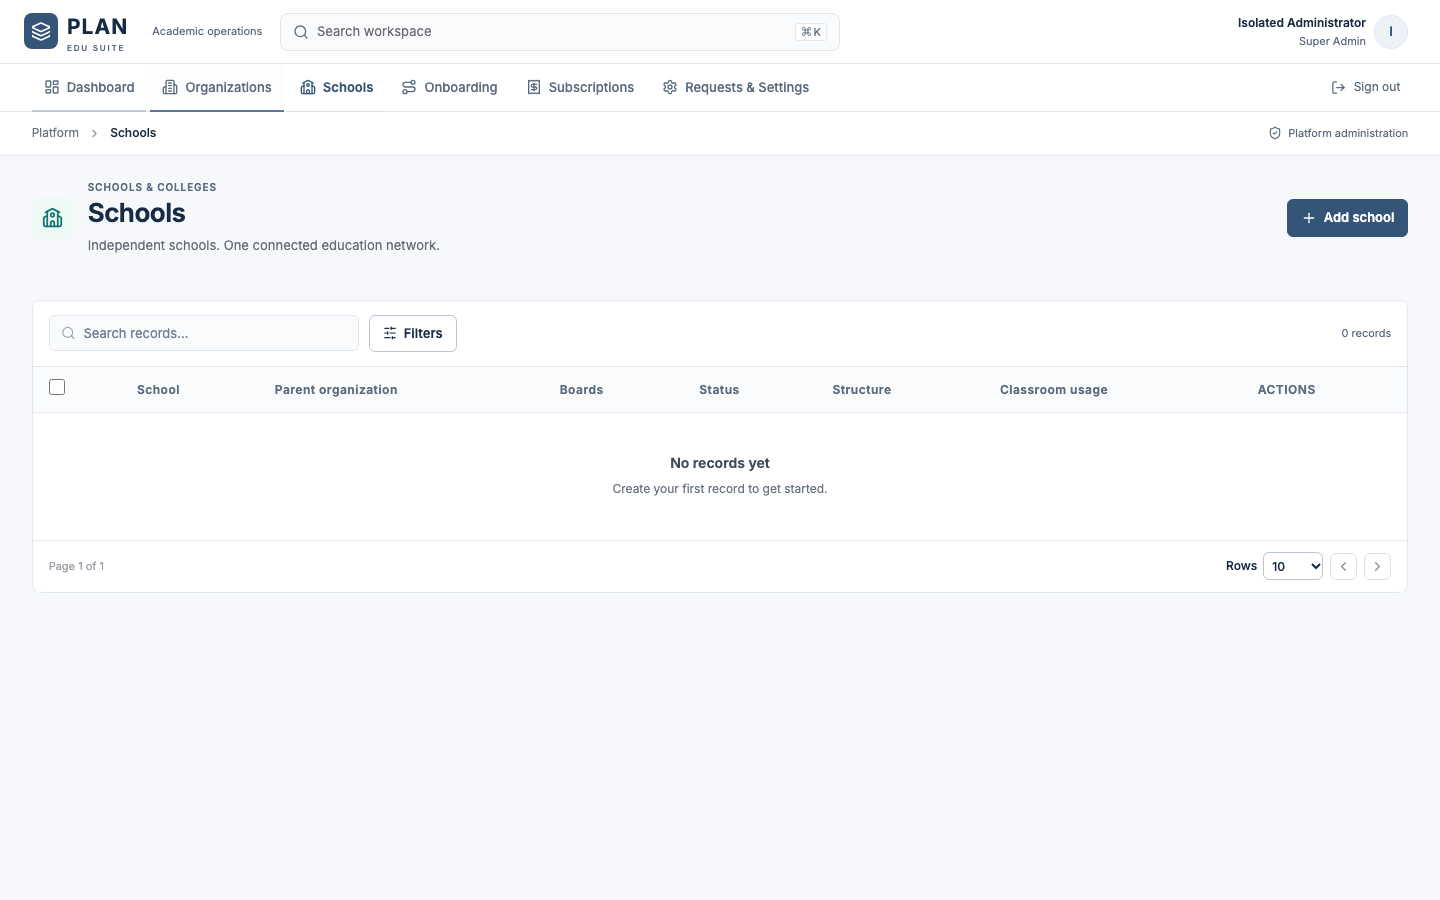 PLAN
EDU SUITE
Academic operations
Search workspace
⌘K
Isolated Administrator
Super Admin
I
Dashboard
Organizations
Schools
Onboarding
Subscriptions
Requests & Settings
Sign out
Platform
Schools
Platform administration
SCHOOLS & COLLEGES
Schools
Independent schools. One connected education network.
Add school
Search records...
Filters
0 records
School
Parent organization
Boards
Status
Structure
Classroom usage
ACTIONS
No records yet
Create your first record to get started.
Page 1 of 1
Rows
10